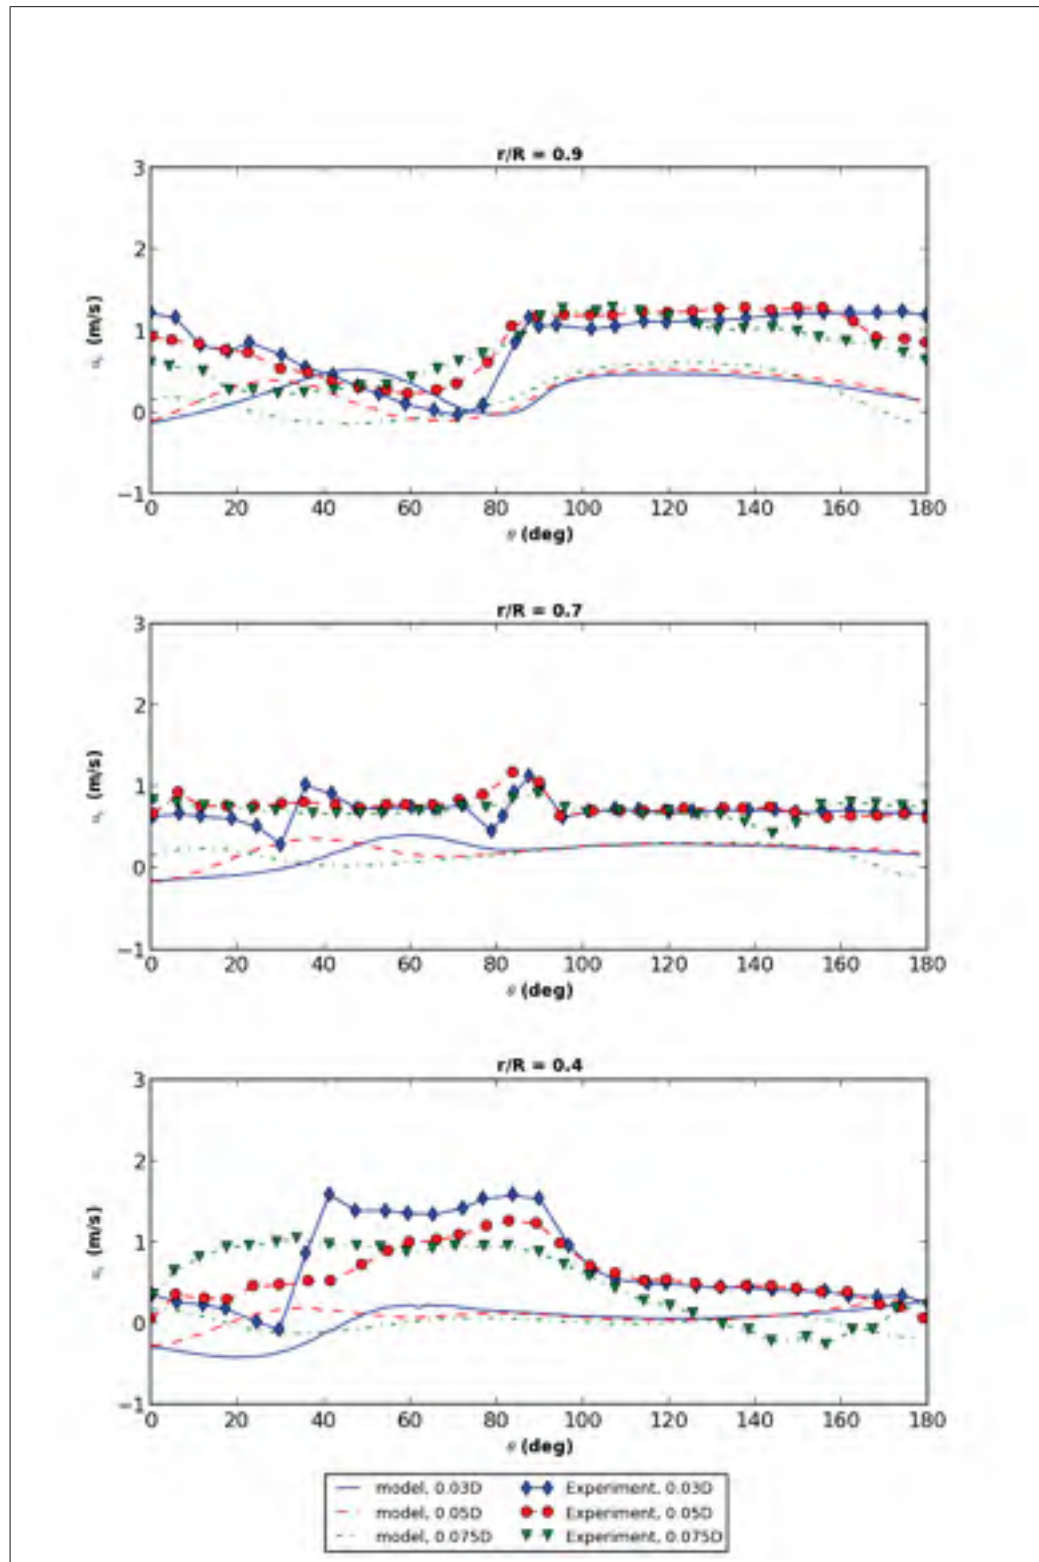 r/R = 0.9
3
2
1
0
−1
(m/s)
0 20 40 60 80 100 120 140 160 180
θ (deg)
r/R = 0.7
3
2
1
0
−1
(m/s)
0 20 40 60 80 100 120 140 160 180
θ (deg)
r/R = 0.4
3
2
1
0
−1
(m/s)
0 20 40 60 80 100 120 140 160 180
θ (deg)
model, 0.03D
model, 0.05D
model, 0.075D
Experiment, 0.03D
Experiment, 0.05D
Experiment, 0.075D